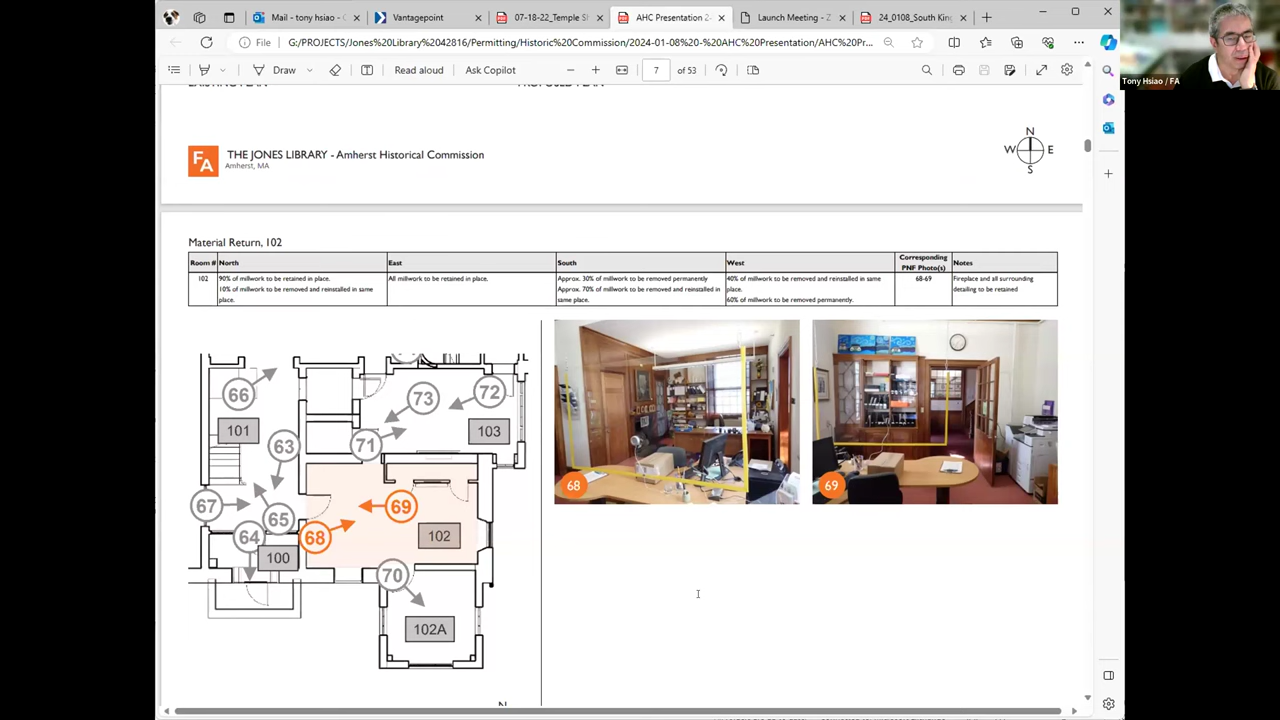 Mail - tony hsiao - C
Vantagepoint
07-18-22_Temple S
AHC Presentation 2
Launch Meeting - Z
24_0108_South Kin
File
G:/PROJECTS/Jones%20Library%2042816/Permitting/Historic%20Commission/2024-01-08%20-%20AHC%20Presentation/AHC%20Pr...
Draw
Read aloud
Ask Copilot
7 of 53
Tony Hsiao / FA
EXISTING PLAN
PROPOSED PLAN
FA
THE JONES LIBRARY - Amherst Historical Commission
Amherst, MA
N
W E
S
Material Return, 102
Room # North East South West Corresponding PNF Photo(s) Notes
102
90% of millwork to be retained in place.
10% of millwork to be removed and reinstalled in same
place.
All millwork to be retained in place.
Approx. 30% of millwork to be removed permanently
Approx. 70% of millwork to be removed and reinstalled in
same place.
40% of millwork to be removed and reinstalled in same
place.
60% of millwork to be removed permanently.
68-69
Fireplace and all surrounding
detailing to be retained
66
73
72
101
63
71
103
67
65
68
69
102
64
100
70
102A
68
69
N